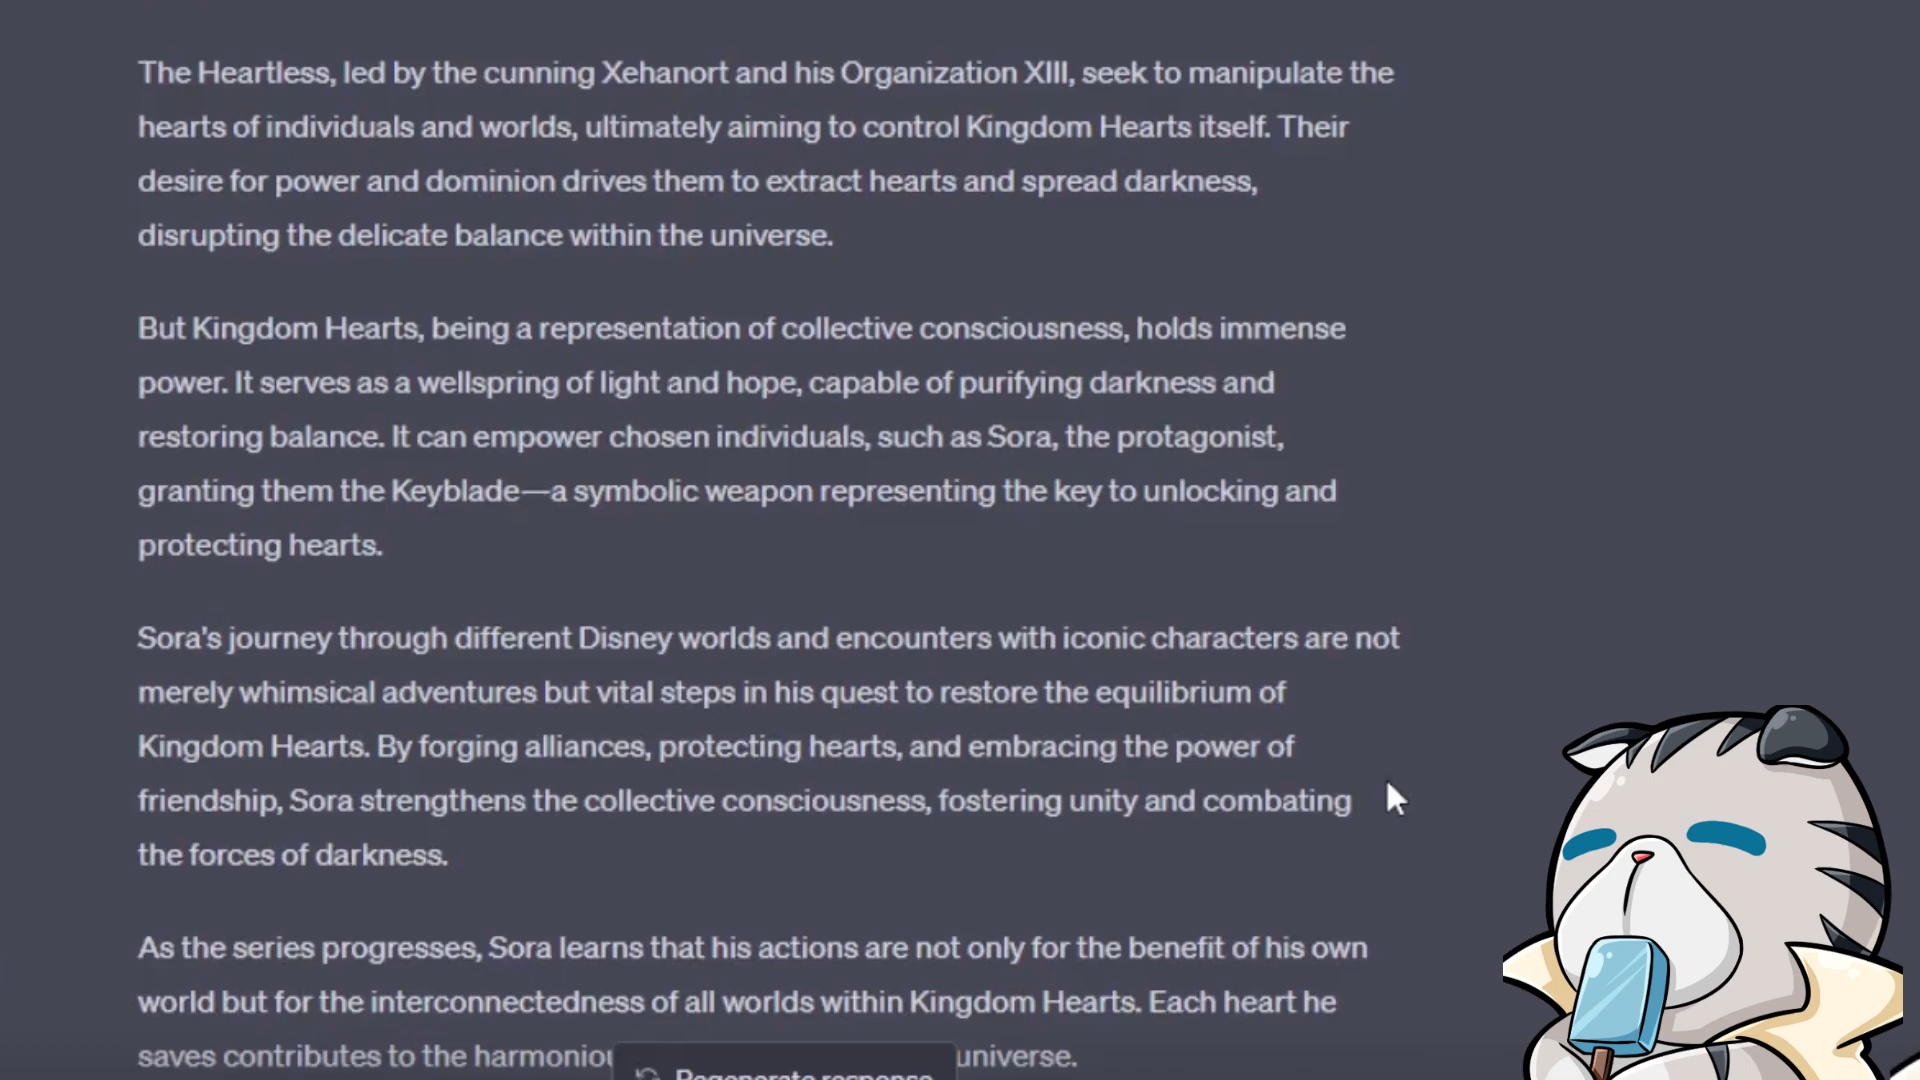 The Heartless, led by the cunning Xehanort and his Organization XIII, seek to manipulate the
hearts of individuals and worlds, ultimately aiming to control Kingdom Hearts itself. Their
desire for power and dominion drives them to extract hearts and spread darkness,
disrupting the delicate balance within the universe.
But Kingdom Hearts, being a representation of collective consciousness, holds immense
power. It serves as a wellspring of light and hope, capable of purifying darkness and
restoring balance. It can empower chosen individuals, such as Sora, the protagonist,
granting them the Keyblade—a symbolic weapon representing the key to unlocking and
protecting hearts.
Sora's journey through different Disney worlds and encounters with iconic characters are not
merely whimsical adventures but vital steps in his quest to restore the equilibrium of
Kingdom Hearts. By forging alliances, protecting hearts, and embracing the power of
friendship, Sora strengthens the collective consciousness, fostering unity and combating
the forces of darkness.
As the series progresses, Sora learns that his actions are not only for the benefit of his own
world but for the interconnectedness of all worlds within Kingdom Hearts. Each heart he
saves contributes to the universe.
Regenerate response